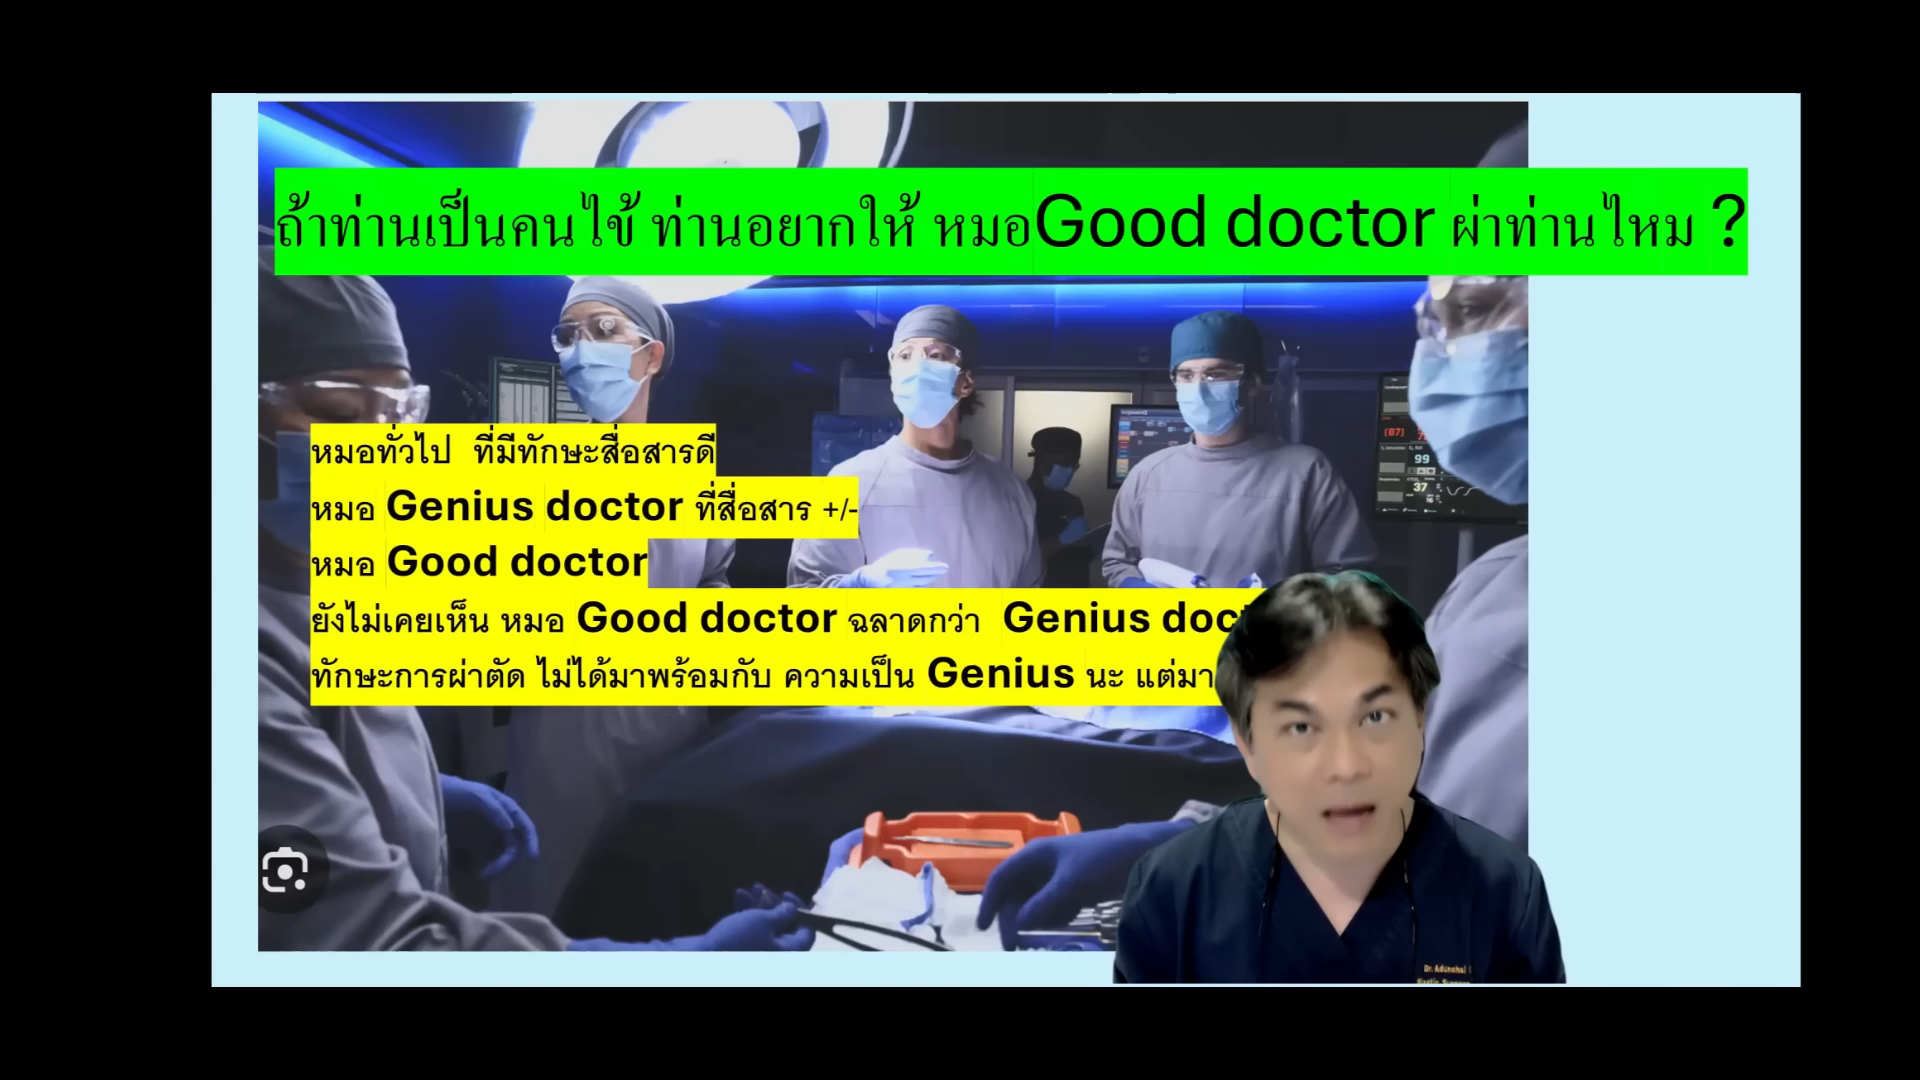 ถ้าท่านเป็นคนไข้ ท่านอยากให้ หมอGood doctor ผ่าท่านไหม ?
หมอทั่วไป ที่มีทักษะสื่อสารดี
หมอ Genius doctor ที่สื่อสาร +/-
หมอ Good doctor
ยังไม่เคยเห็น หมอ Good doctor ฉลาดกว่า Genius
ทักษะการผ่าตัด ไม่ได้มาพร้อมกับ ความเป็น Genius นะ แต่มา
99
37
Dr. Adunchai